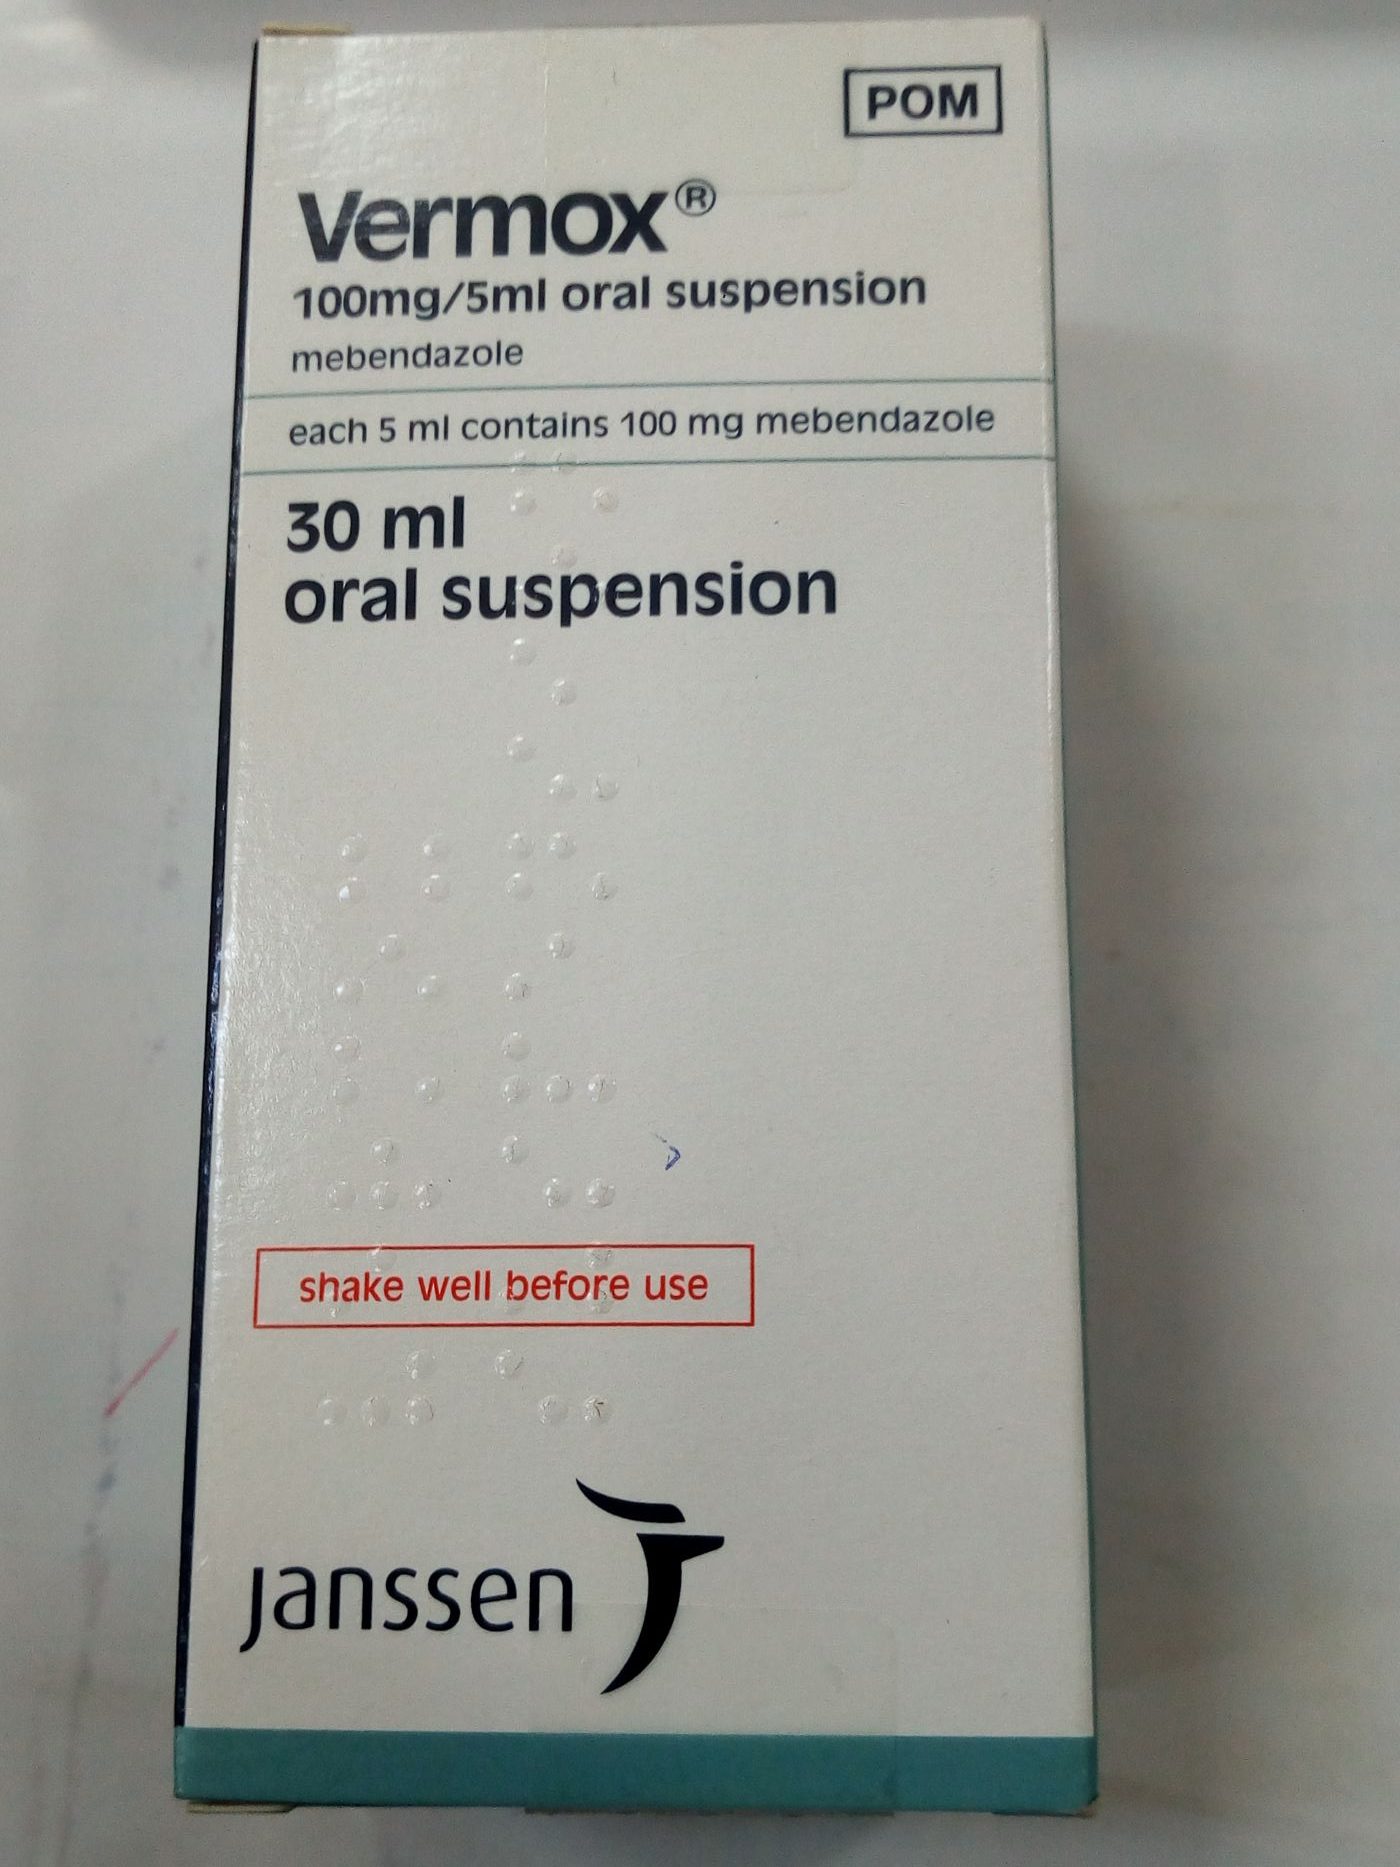 POM
Vermox®
100mg/5ml oral suspension
mebendazole
each 5 ml contains 100 mg mebendazole
30 ml
oral suspension
shake well before use
janssen